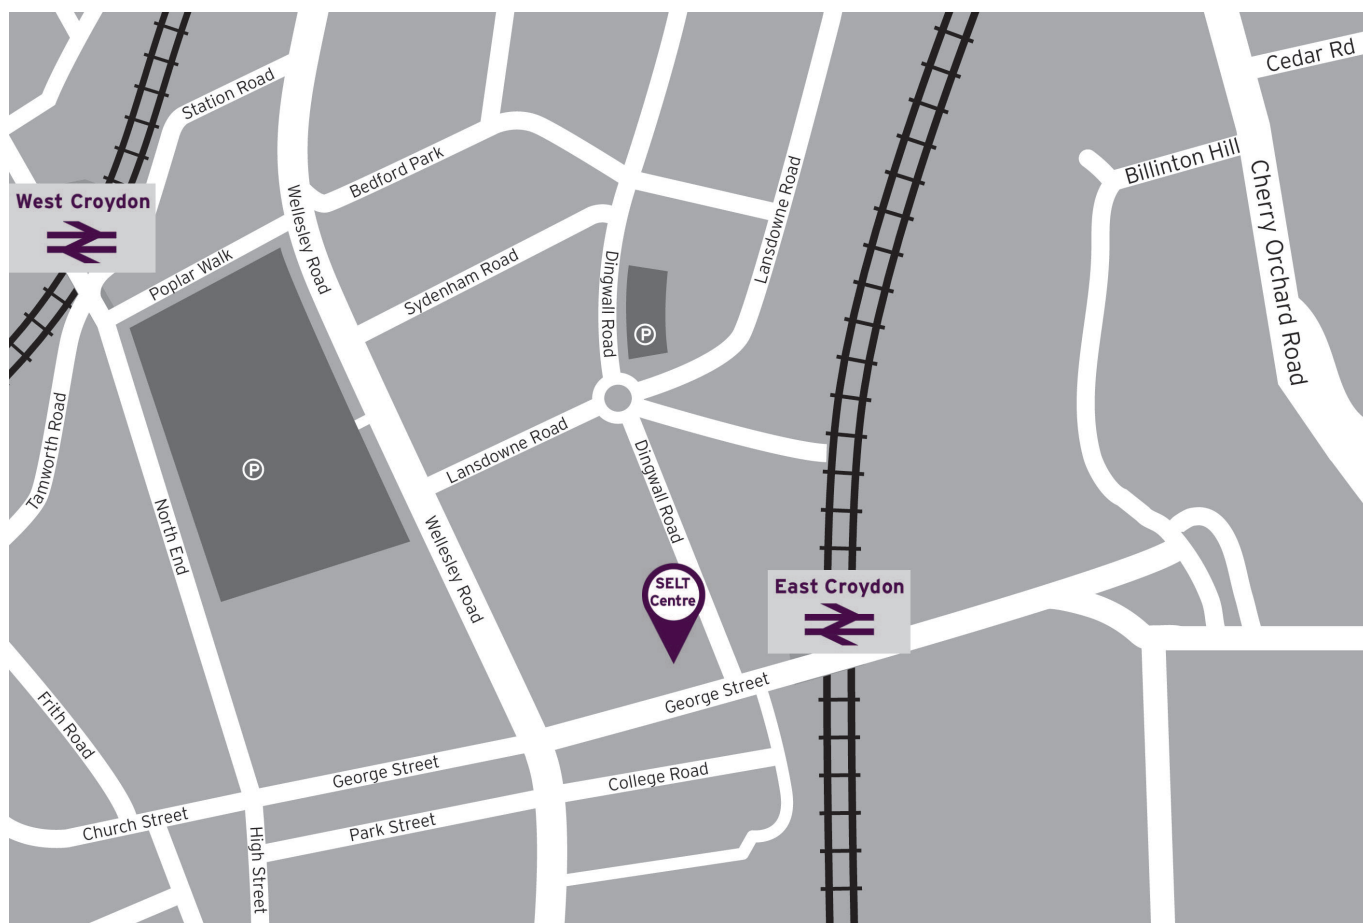 Cedar Rd
Station Road
Billinton Hill
Bedford Park
West Croydon
Wellesley Road
Lansdowne Road
Cherry Orchard Road
Poplar Walk
Sydenham Road
Dingwall Road
P
Tamworth Road
Lansdowne Road
P
Dingwall Road
North End
Wellesley Road
SELT
Centre
East Croydon
George Street
Frith Road
George Street
College Road
Church Street
Park Street
High Street